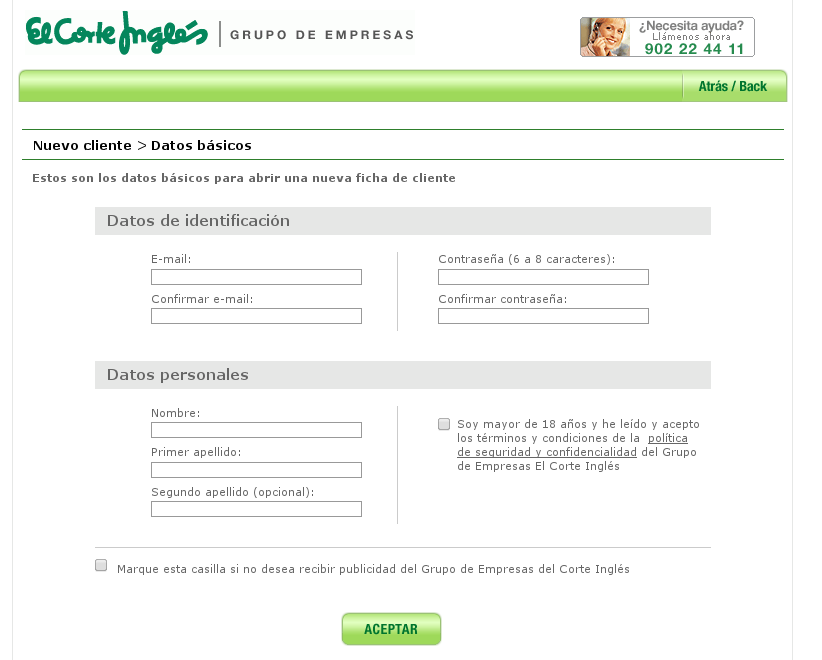 El Corte Inglés GRUPO DE EMPRESAS
¿Necesita ayuda?
Llámenos ahora
902 22 44 11
Atrás / Back
Nuevo cliente > Datos básicos
Estos son los datos básicos para abrir una nueva ficha de cliente
Datos de identificación
E-mail:
Contraseña (6 a 8 caracteres):
Confirmar e-mail:
Confirmar contraseña:
Datos personales
Nombre:
Primer apellido:
Segundo apellido (opcional):
Soy mayor de 18 años y he leído y acepto
los términos y condiciones de la política
de seguridad y confidencialidad del Grupo
de Empresas El Corte Inglés
Marque esta casilla si no desea recibir publicidad del Grupo de Empresas del Corte Inglés
ACEPTAR